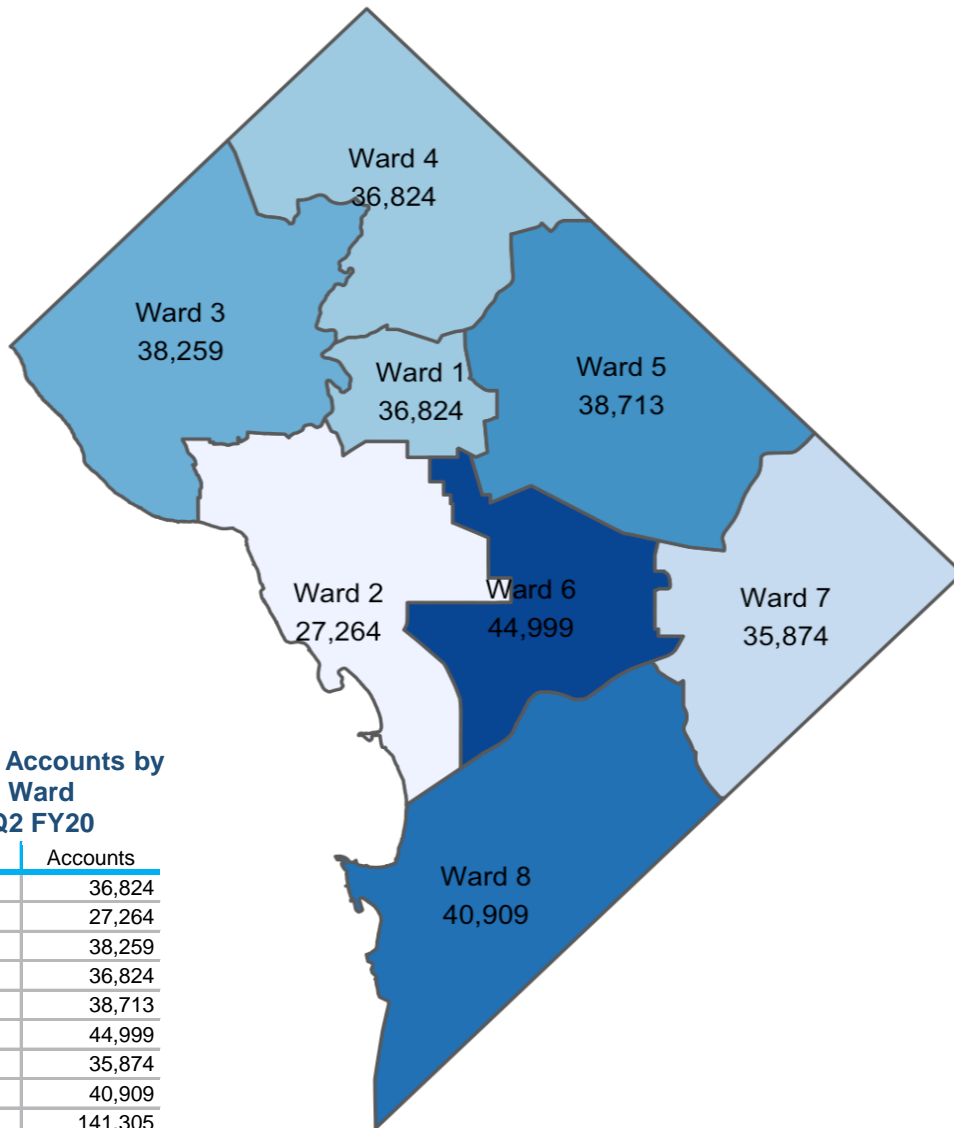 Ward 4
36,824
Ward 3
38,259
Ward 1
36,824
Ward 5
38,713
Ward 2
27,264
Ward 6
44,999
Ward 7
35,874
Ward 8
40,909
Accounts by
Ward
Q2 FY20
Accounts
36,824
27,264
38,259
36,824
38,713
44,999
35,874
40,909
141,305